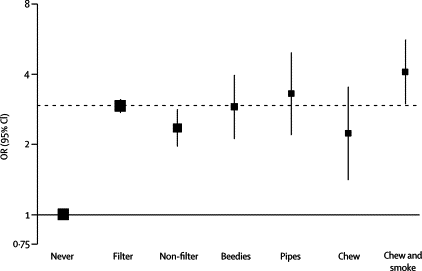 8
4
2
1
0·75
OR (95% CI)
Never
Filter
Non-filter
Beedies
Pipes
Chew
Chew and
smoke